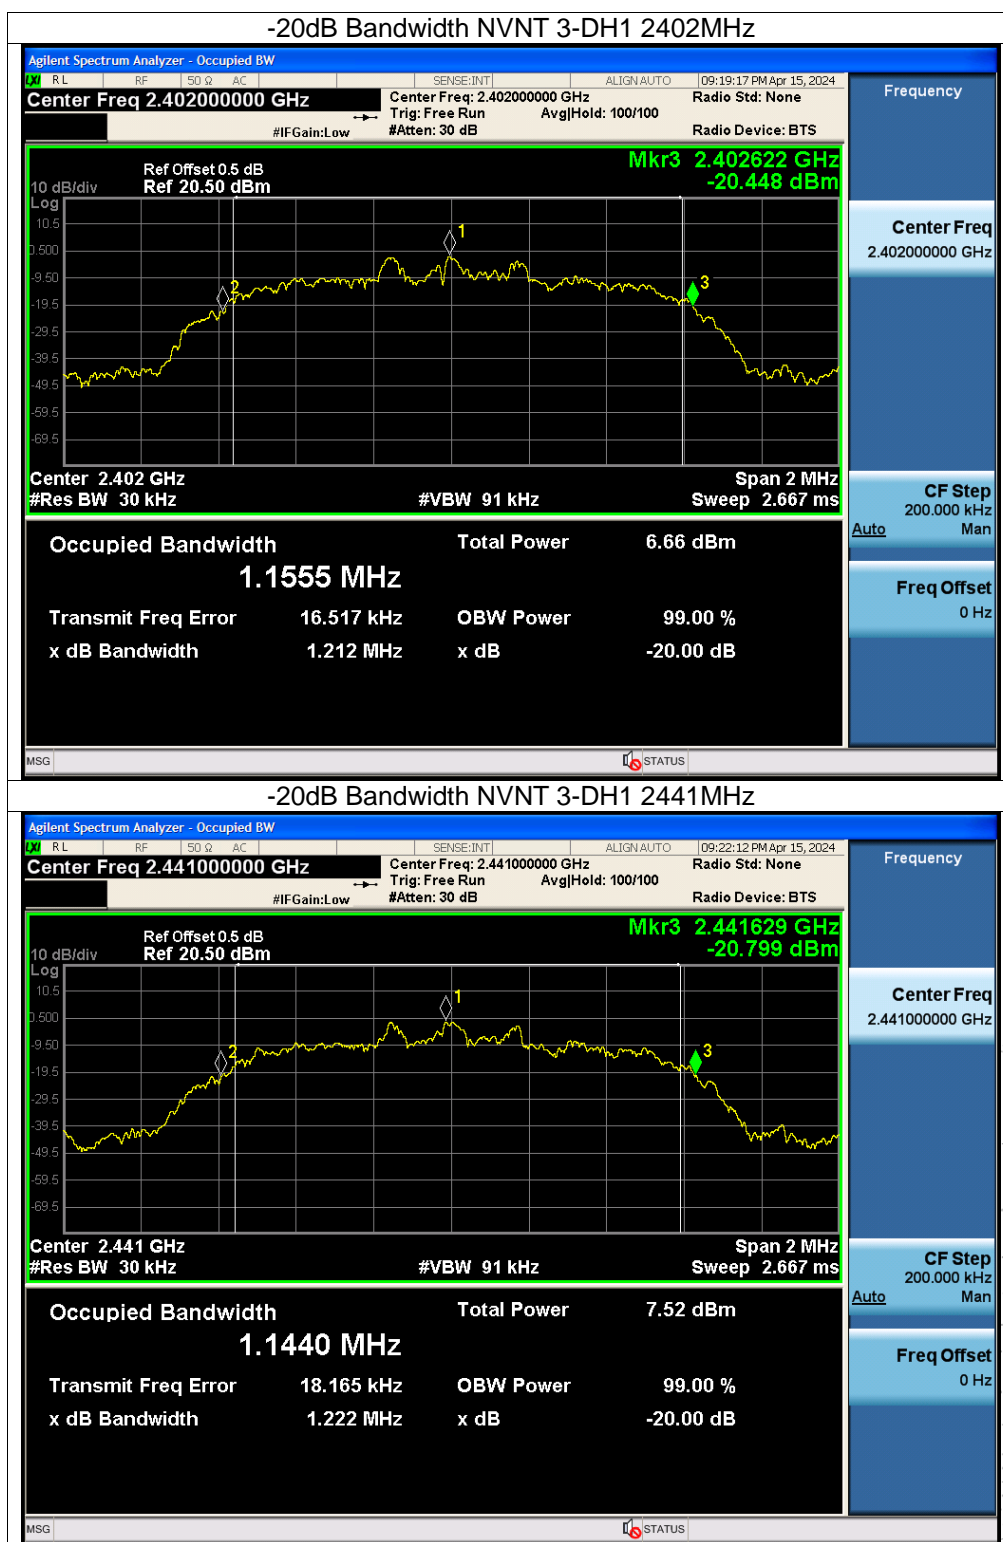 -20dB Bandwidth NVNT 3-DH1 2402MHz
Agilent Spectrum Analyzer - Occupied BW
LXI RL RF 50 Ω AC SENSE:INT ALIGN AUTO 09:19:17 PM Apr 15, 2024
Center Freq 2.402000000 GHz Center Freq: 2.402000000 GHz Radio Std: None
Trig: Free Run Avg|Hold: 100/100
#IFGain:Low #Atten: 30 dB Radio Device: BTS
Frequency
Mkr3 2.402622 GHz
-20.448 dBm
Ref Offset 0.5 dB
10 dB/div Ref 20.50 dBm
Log
10.5
0.500
-9.50
-19.5
-29.5
-39.5
-49.5
-59.5
-69.5
1
2
3
Center 2.402 GHz Span 2 MHz
#Res BW 30 kHz #VBW 91 kHz Sweep 2.667 ms
Center Freq
2.402000000 GHz
CF Step
200.000 kHz
Auto Man
Freq Offset
0 Hz
Occupied Bandwidth Total Power 6.66 dBm
1.1555 MHz
Transmit Freq Error 16.517 kHz OBW Power 99.00 %
x dB Bandwidth 1.212 MHz x dB -20.00 dB
MSG STATUS
-20dB Bandwidth NVNT 3-DH1 2441MHz
Agilent Spectrum Analyzer - Occupied BW
LXI RL RF 50 Ω AC SENSE:INT ALIGN AUTO 09:22:12 PM Apr 15, 2024
Center Freq 2.441000000 GHz Center Freq: 2.441000000 GHz Radio Std: None
Trig: Free Run Avg|Hold: 100/100
#IFGain:Low #Atten: 30 dB Radio Device: BTS
Frequency
Mkr3 2.441629 GHz
-20.799 dBm
Ref Offset 0.5 dB
10 dB/div Ref 20.50 dBm
Log
10.5
0.500
-9.50
-19.5
-29.5
-39.5
-49.5
-59.5
-69.5
1
2
3
Center 2.441 GHz Span 2 MHz
#Res BW 30 kHz #VBW 91 kHz Sweep 2.667 ms
Center Freq
2.441000000 GHz
CF Step
200.000 kHz
Auto Man
Freq Offset
0 Hz
Occupied Bandwidth Total Power 7.52 dBm
1.1440 MHz
Transmit Freq Error 18.165 kHz OBW Power 99.00 %
x dB Bandwidth 1.222 MHz x dB -20.00 dB
MSG STATUS